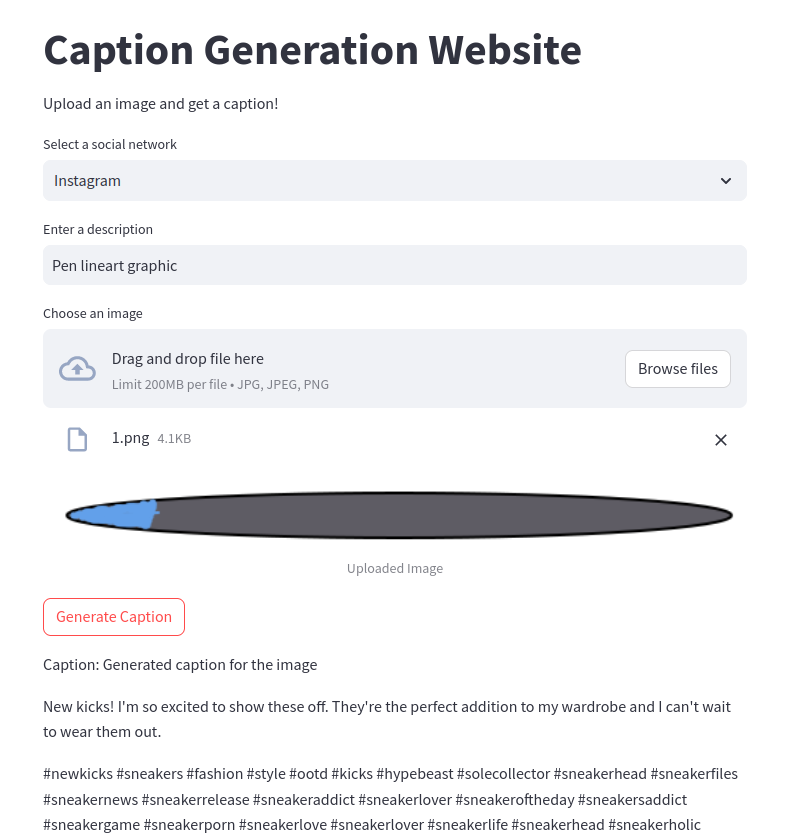 Caption Generation Website
Upload an image and get a caption!
Select a social network
Instagram
Enter a description
Pen lineart graphic
Choose an image
Drag and drop file here
Limit 200MB per file • JPG, JPEG, PNG
Browse files
1.png 4.1KB
Uploaded Image
Generate Caption
Caption: Generated caption for the image
New kicks! I'm so excited to show these off. They're the perfect addition to my wardrobe and I can't wait
to wear them out.
#newkicks #sneakers #fashion #style #ootd #kicks #hypebeast #solecollector #sneakerhead #sneakerfiles
#sneakernews #sneakerrelease #sneakeraddict #sneakerlover #sneakeroftheday #sneakersaddict
#sneakergame #sneakerporn #sneakerlove #sneakerlover #sneakerlife #sneakerhead #sneakerholic